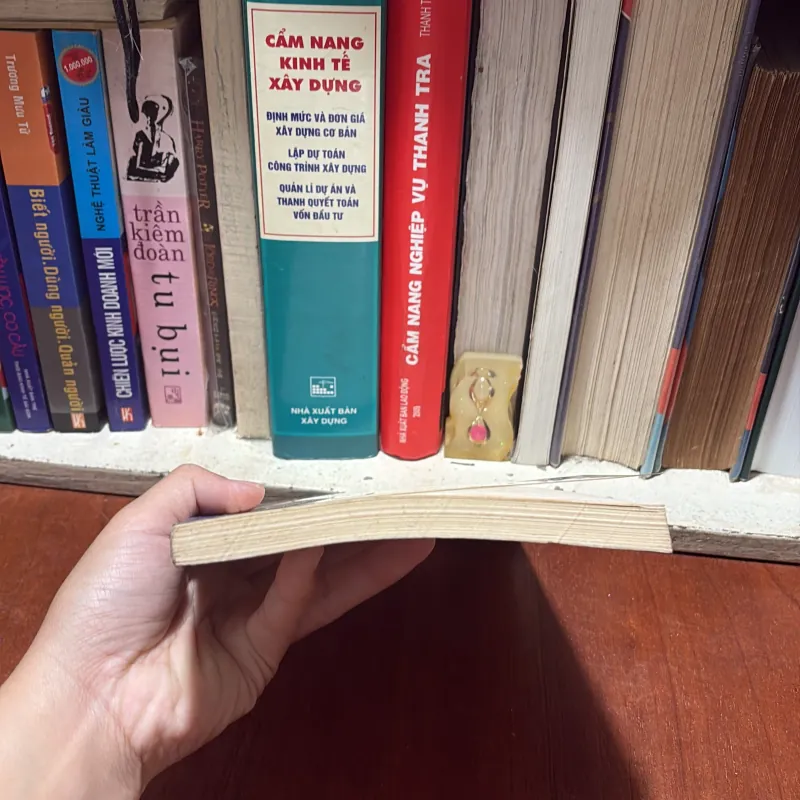 Trương Mưu Tử
Biết người. Dùng người. Quản người
1.000.000
NGHỆ THUẬT LÀM GIÀU
CHIẾN LƯỢC KINH DOANH MỚI
trần
kiêm
đoàn
tu bụi
HARRY POTTER
CẨM NANG
KINH TẾ
XÂY DỰNG
ĐỊNH MỨC VÀ ĐƠN GIÁ
XÂY DỰNG CƠ BẢN
LẬP DỰ TOÁN
CÔNG TRÌNH XÂY DỰNG
QUẢN LÍ DỰ ÁN VÀ
THANH QUYẾT TOÁN
VỐN ĐẦU TƯ
NHÀ XUẤT BẢN
XÂY DỰNG
THANH T
CẨM NANG NGHIỆP VỤ THANH TRA
NHÀ XUẤT BẢN LAO ĐỘNG